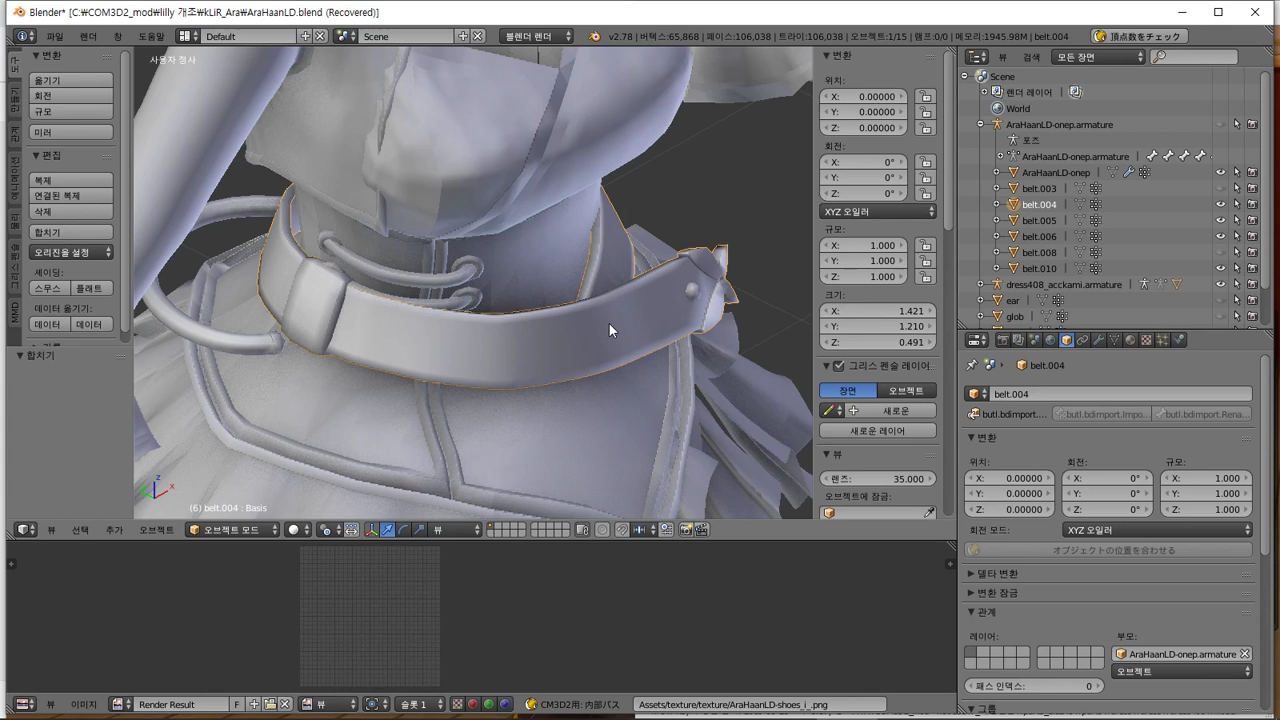 Blender* [C:₩COM3D2_mod₩lilly 개조₩kLiR_Ara₩AraHaanLD.blend (Recovered)]
파일 렌더 창 도움말 Default Scene 블렌더 렌더 v2.78 | 버텍스:65,868 | 페이스:106,038 | 트라이:106,038 | 오브젝트:1/15 | 램프:0/0 | 메모리:1945.98M | belt.004 頂点数をチェック
변환
옮기기
회전
규모
미러
편집
복제
연결된 복제
삭제
합치기
오리진을 설정
셰이딩:
스무스 플래트
데이터 옮기기:
데이터 데이터
합치기
MMD
(6) belt.004 : Basis
변환
위치:
X: 0.00000
Y: 0.00000
Z: 0.00000
회전:
X: 0°
Y: 0°
Z: 0°
XYZ 오일러
규모:
X: 1.000
Y: 1.000
Z: 1.000
크기:
X: 1.421
Y: 1.210
Z: 0.491
그리스 펜슬 레이어
장면 오브젝트
새로운
새로운 레이어
뷰
렌즈: 35.000
오브젝트에 잠금:
뷰 검색 모든 장면
Scene
렌더 레이어
World
AraHaanLD-onep.armature
포즈
AraHaanLD-onep.armature
AraHaanLD-onep
belt.003
belt.004
belt.005
belt.006
belt.008
belt.010
dress408_acckami.armature
ear
glob
belt.004
belt.004
butl.bdimport.... butl.bdimport.Impo... butl.bdimport.Rena...
변환
위치: 회전: 규모:
X: 0.00000 X: 0° X: 1.000
Y: 0.00000 Y: 0° Y: 1.000
Z: 0.00000 Z: 0° Z: 1.000
회전 모드: XYZ 오일러
オブジェクトの位置を合わせる
델타 변환
변환 잠금
관계
레이어: 부모:
AraHaanLD-onep.armature
오브젝트
패스 인덱스: 0
그룹
뷰 선택 추가 오브젝트 오브젝트 모드 뷰
뷰 이미지 Render Result F 뷰 슬롯 1 CM3D2用: 内部パス Assets/texture/texture/AraHaanLD-shoes_i_.png